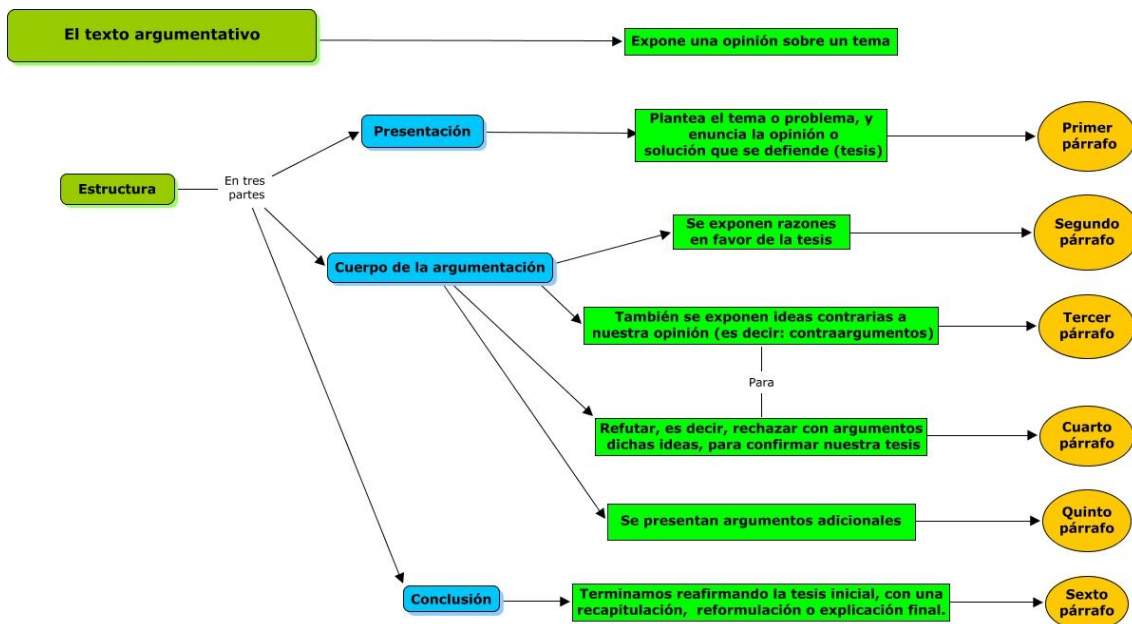 El texto argumentativo
Expone una opinión sobre un tema
Presentación
Plantea el tema o problema, y
enuncia la opinión o
solución que se defiende (tesis)
Primer
párrafo
Estructura
En tres
partes
Cuerpo de la argumentación
Se exponen razones
en favor de la tesis
Segundo
párrafo
También se exponen ideas contrarias a
nuestra opinión (es decir: contraargumentos)
Tercer
párrafo
Para
Refutar, es decir, rechazar con argumentos
dichas ideas, para confirmar nuestra tesis
Cuarto
párrafo
Se presentan argumentos adicionales
Quinto
párrafo
Conclusión
Terminamos reafirmando la tesis inicial, con una
recapitulación, reformulación o explicación final.
Sexto
párrafo